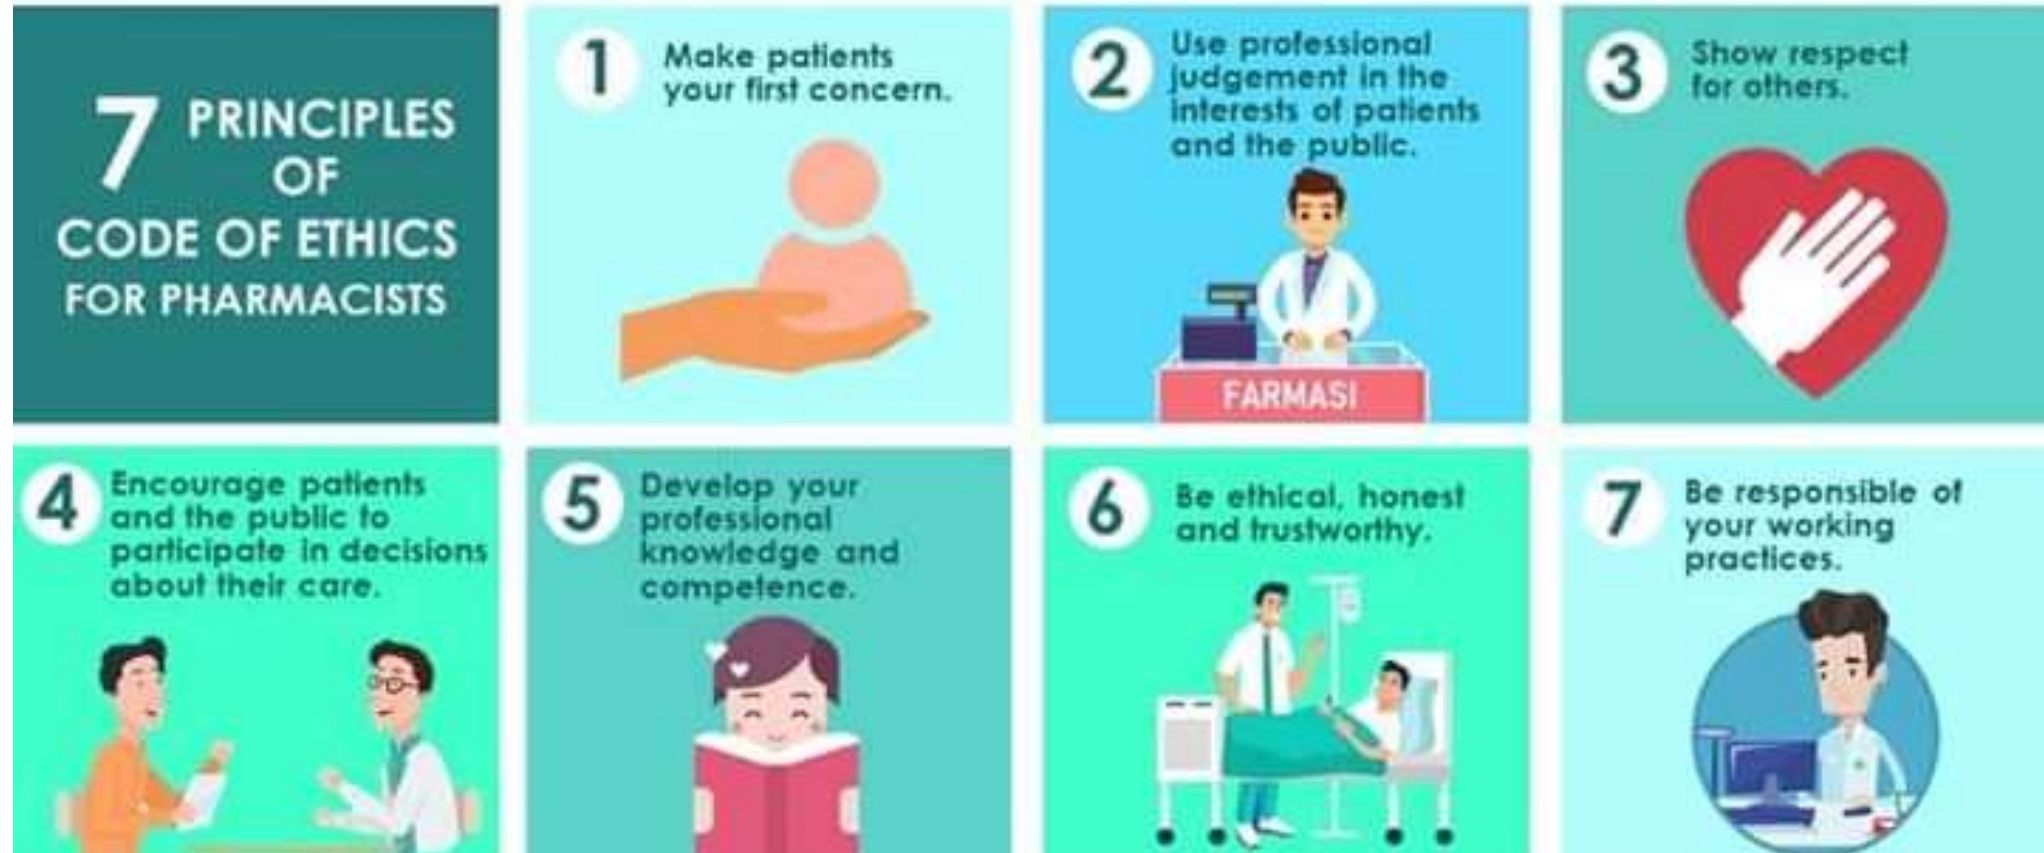 7 PRINCIPLES
OF
CODE OF ETHICS
FOR PHARMACISTS
1
Make patients
your first concern.
2
Use professional
judgement in the
interests of patients
and the public.
FARMASI
3
Show respect
for others.
4
Encourage patients
and the public to
participate in decisions
about their care.
5
Develop your
professional
knowledge and
competence.
6
Be ethical, honest
and trustworthy.
7
Be responsible of
your working
practices.